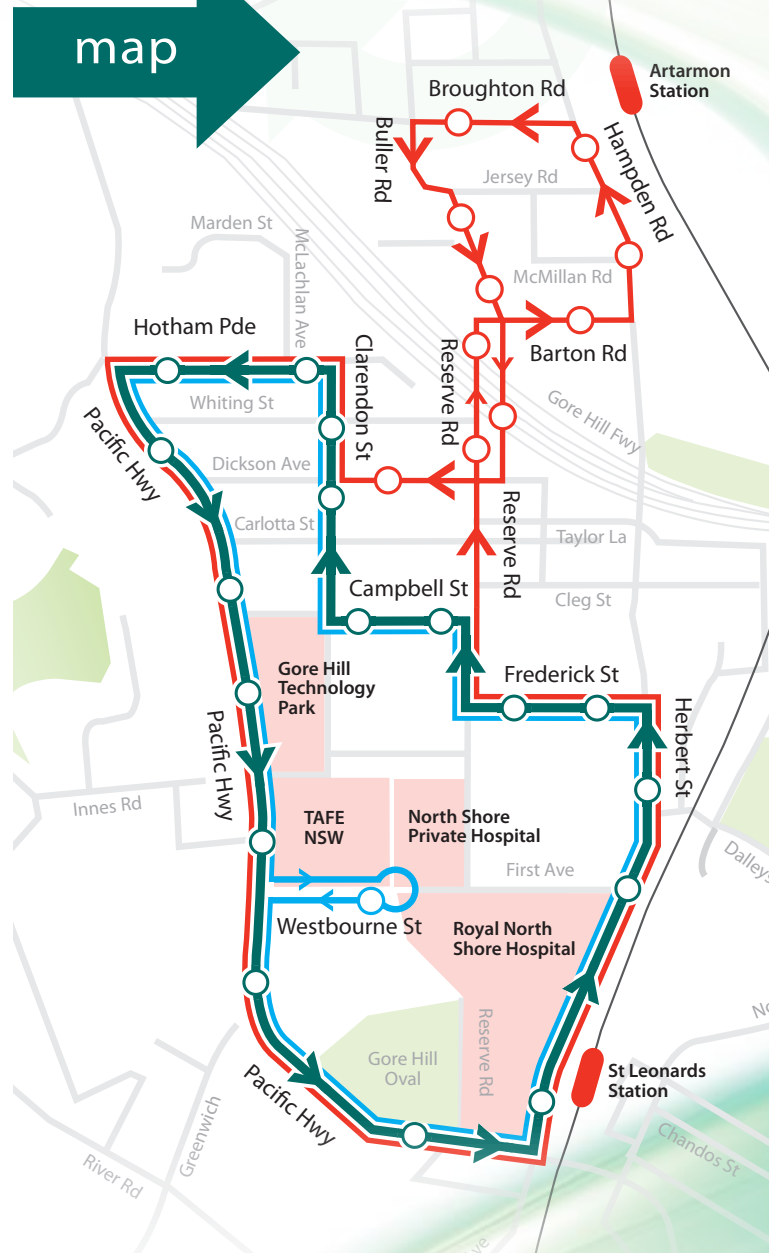 map
Artarmon
Station
Broughton Rd
Buller Rd
Hampden Rd
Jersey Rd
Marden St
McLachlan Ave
McMillan Rd
Hotham Pde
Clarendon St
Reserve Rd
Barton Rd
Whiting St
Gore Hill Fwy
Pacific Hwy
Dickson Ave
Carlotta St
Reserve Rd
Taylor La
Campbell St
Cleg St
Gore Hill
Technology
Park
Frederick St
Herbert St
Pacific Hwy
Innes Rd
TAFE
NSW
North Shore
Private Hospital
First Ave
Dalleys
Westbourne St
Royal North
Shore Hospital
Reserve Rd
Gore Hill
Oval
No
St Leonards
Station
Pacific Hwy
Greenwich
River Rd
Chandos St
ve